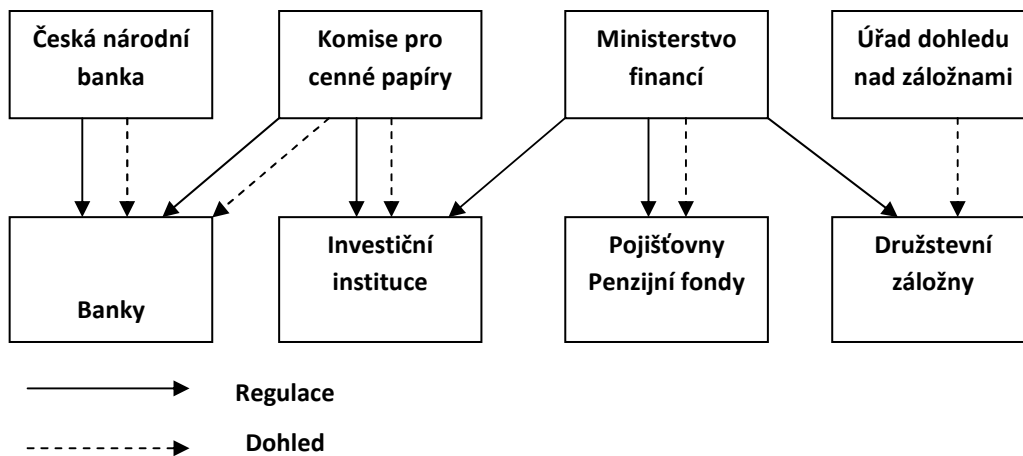 Česká národní
banka
Komise pro
cenné papíry
Ministerstvo
financí
Úřad dohledu
nad záložnami
Banky
Investiční
instituce
Pojišťovny
Penzijní fondy
Družstevní
záložny
Regulace
Dohled